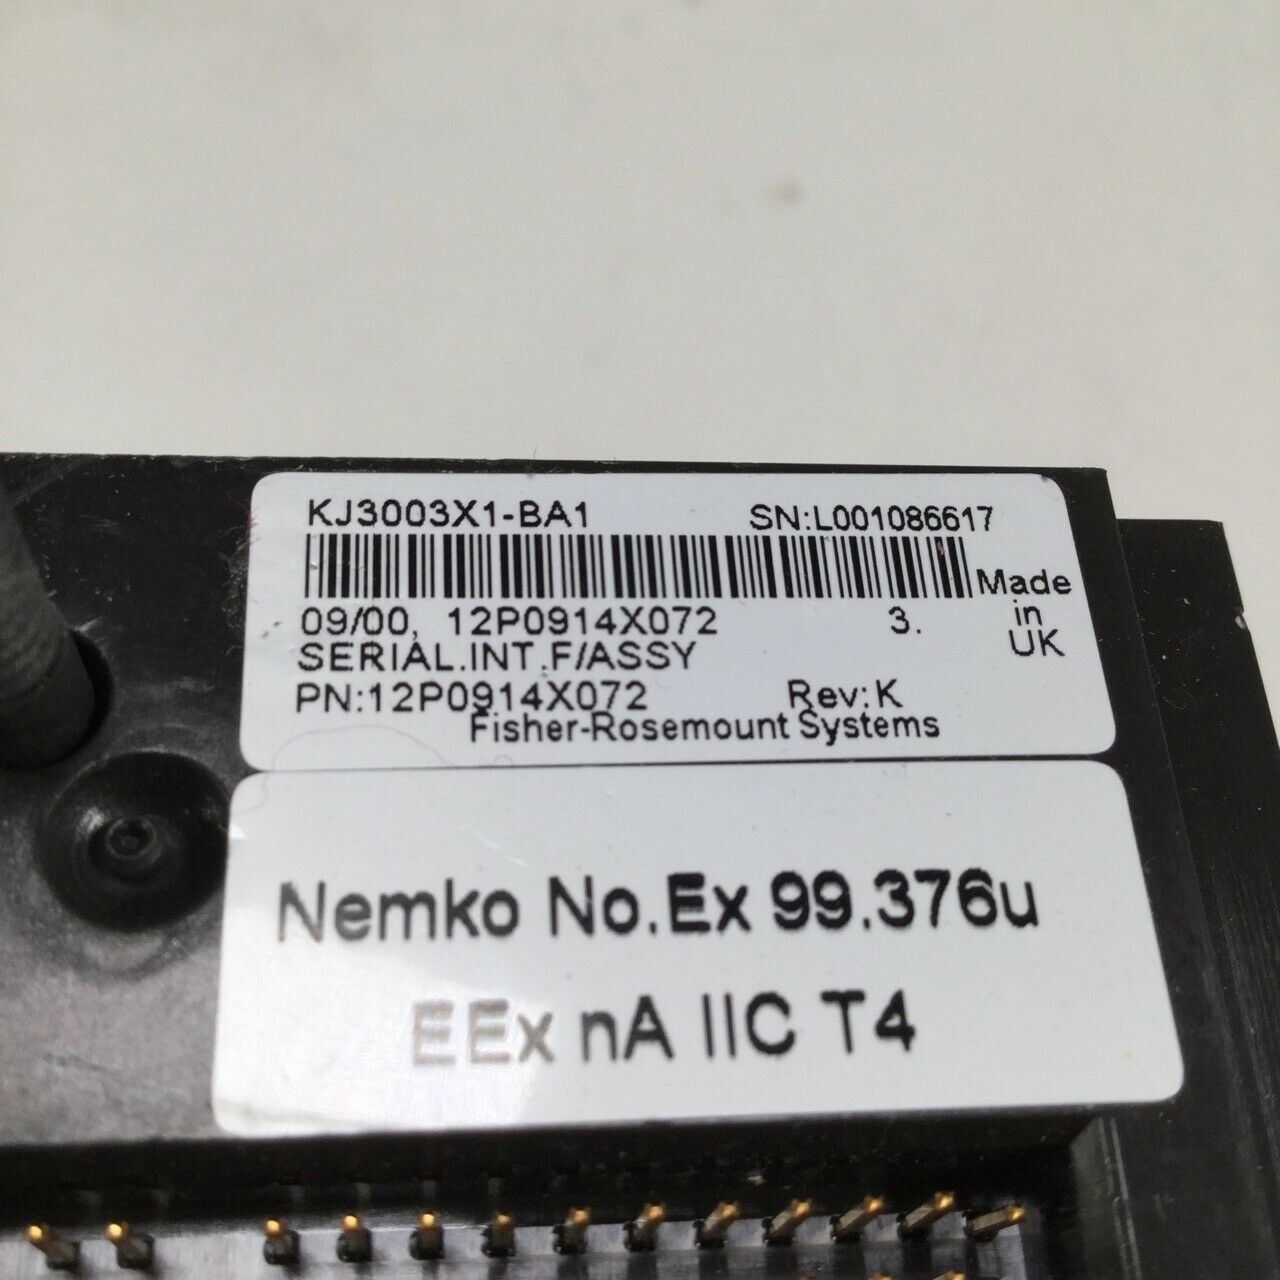 KJ3003X1-BA1 SN:L001086617
Made
in
UK
09/00, 12P0914X072 3.
SERIAL.INT.F/ASSY
PN:12P0914X072 Rev:K
Fisher-Rosemount Systems
Nemko No.Ex 99.376u
EEx nA IIC T4